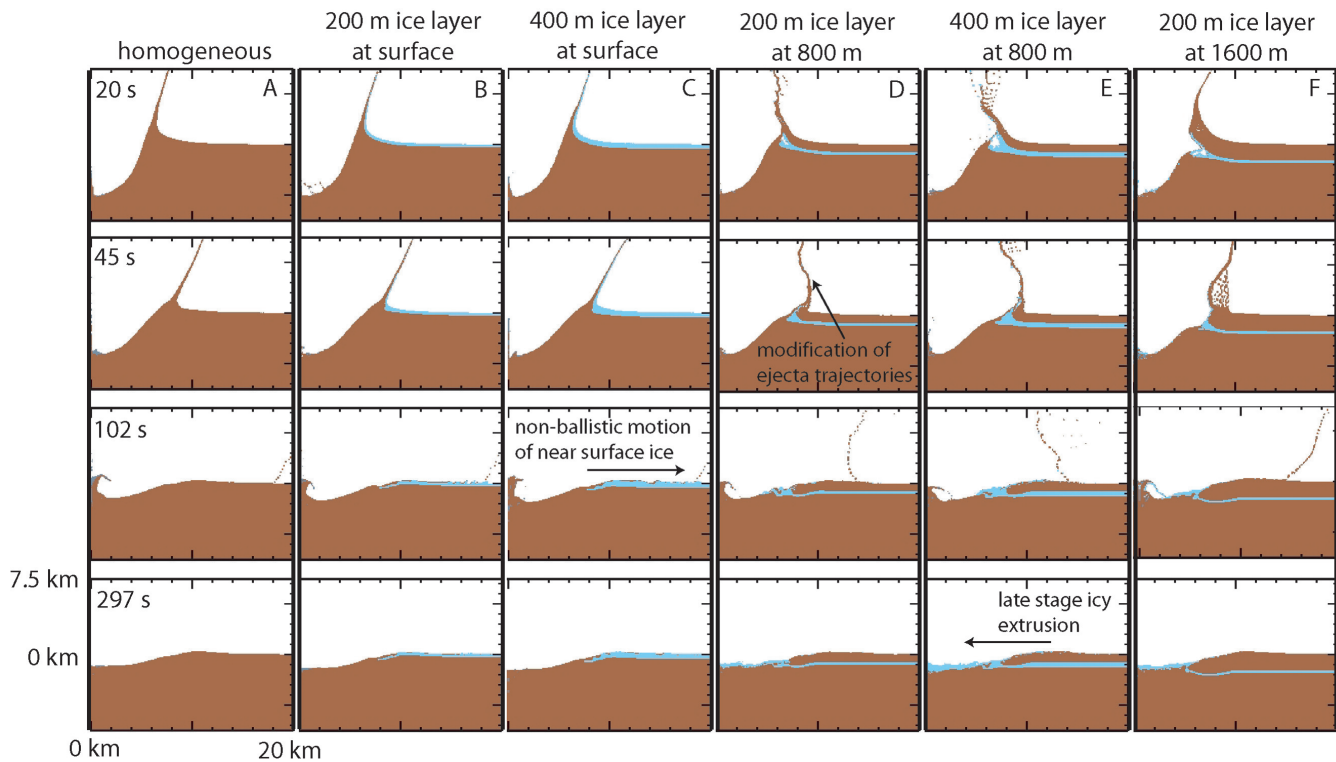 homogeneous
200 m ice layer
at surface
400 m ice layer
at surface
200 m ice layer
at 800 m
400 m ice layer
at 800 m
200 m ice layer
at 1600 m
20 s
A
B
C
D
E
F
45 s
modification of
ejecta trajectories
102 s
non-ballistic motion
of near surface ice
7.5 km
297 s
late stage icy
extrusion
0 km
0 km
20 km